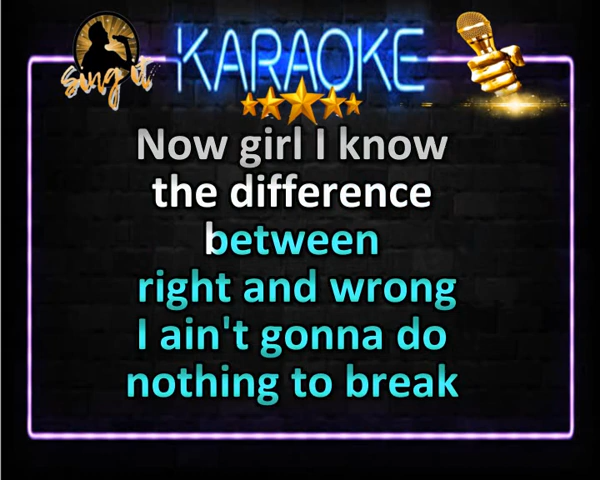 Sing it
KARAOKE
Now girl I know
the difference
between
right and wrong
I ain't gonna do
nothing to break